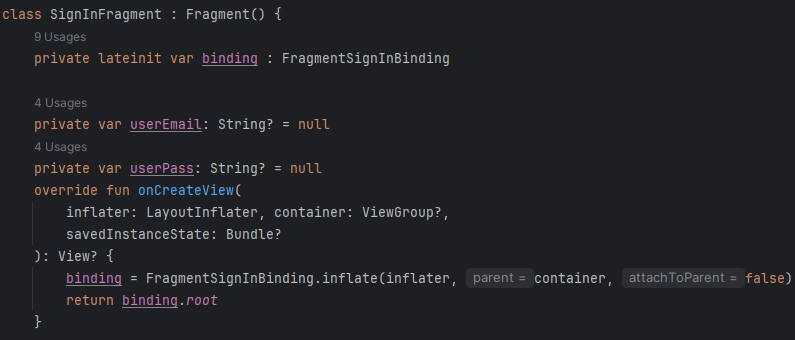 class SignInFragment : Fragment() {
9 Usages
private lateinit var binding : FragmentSignInBinding
4 Usages
private var userEmail: String? = null
4 Usages
private var userPass: String? = null
override fun onCreateView(
inflater: LayoutInflater, container: ViewGroup?,
savedInstanceState: Bundle?
): View? {
binding = FragmentSignInBinding.inflate(inflater, parent = container, attachToParent = false)
return binding.root
}